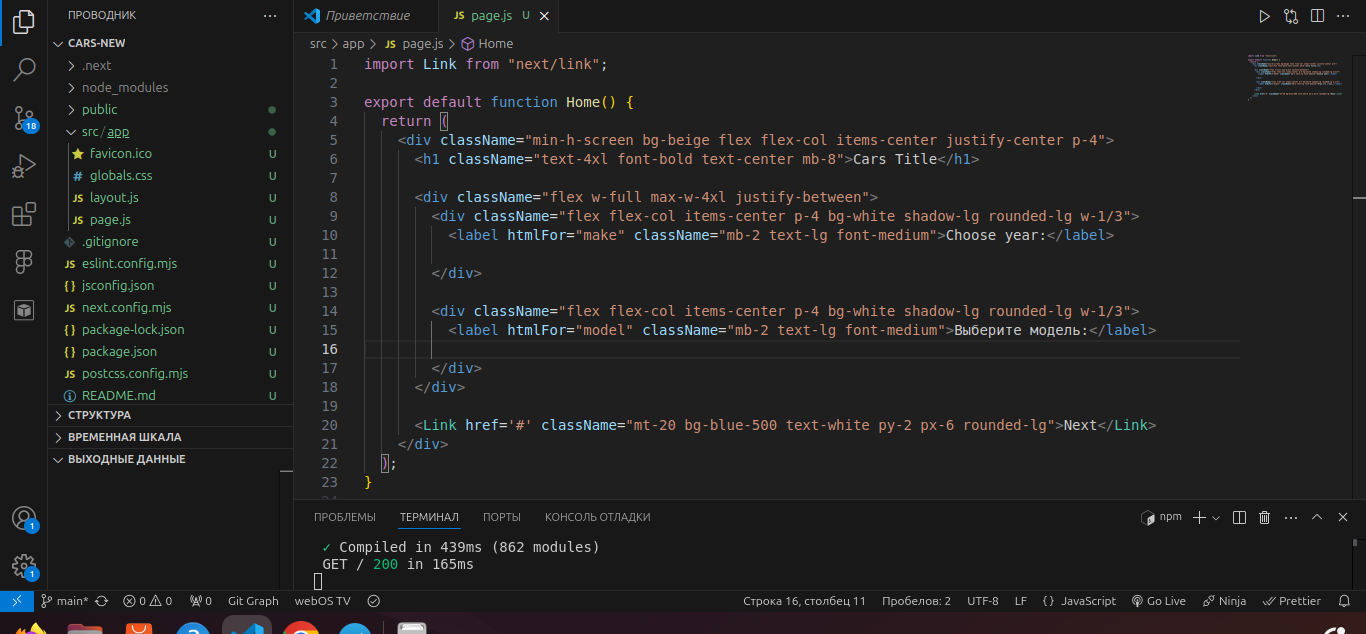 ПРОВОДНИК
CARS-NEW
.next
node_modules
public
src/app
favicon.ico U
globals.css U
layout.js U
page.js U
.gitignore U
eslint.config.mjs U
jsconfig.json U
next.config.mjs U
package-lock.json U
package.json U
postcss.config.mjs U
README.md U
СТРУКТУРА
ВРЕМЕННАЯ ШКАЛА
ВЫХОДНЫЕ ДАННЫЕ
18
1
1
Приветствие
JS page.js U
src > app > JS page.js > Home
1 import Link from "next/link";
2
3 export default function Home() {
4 return (
5 <div className="min-h-screen bg-beige flex flex-col items-center justify-center p-4">
6 <h1 className="text-4xl font-bold text-center mb-8">Cars Title</h1>
7
8 <div className="flex w-full max-w-4xl justify-between">
9 <div className="flex flex-col items-center p-4 bg-white shadow-lg rounded-lg w-1/3">
10 <label htmlFor="make" className="mb-2 text-lg font-medium">Choose year:</label>
11
12 </div>
13
14 <div className="flex flex-col items-center p-4 bg-white shadow-lg rounded-lg w-1/3">
15 <label htmlFor="model" className="mb-2 text-lg font-medium">Выберите модель:</label>
16
17 </div>
18 </div>
19
20 <Link href='#' className="mt-20 bg-blue-500 text-white py-2 px-6 rounded-lg">Next</Link>
21 </div>
22 );
23 }
ПРОБЛЕМЫ ТЕРМИНАЛ ПОРТЫ КОНСОЛЬ ОТЛАДКИ npm
✓ Compiled in 439ms (862 modules)
GET / 200 in 165ms
main* 0 0 0 Git Graph webOS TV Строка 16, столбец 11 Пробелов: 2 UTF-8 LF {} JavaScript Go Live Ninja Prettier